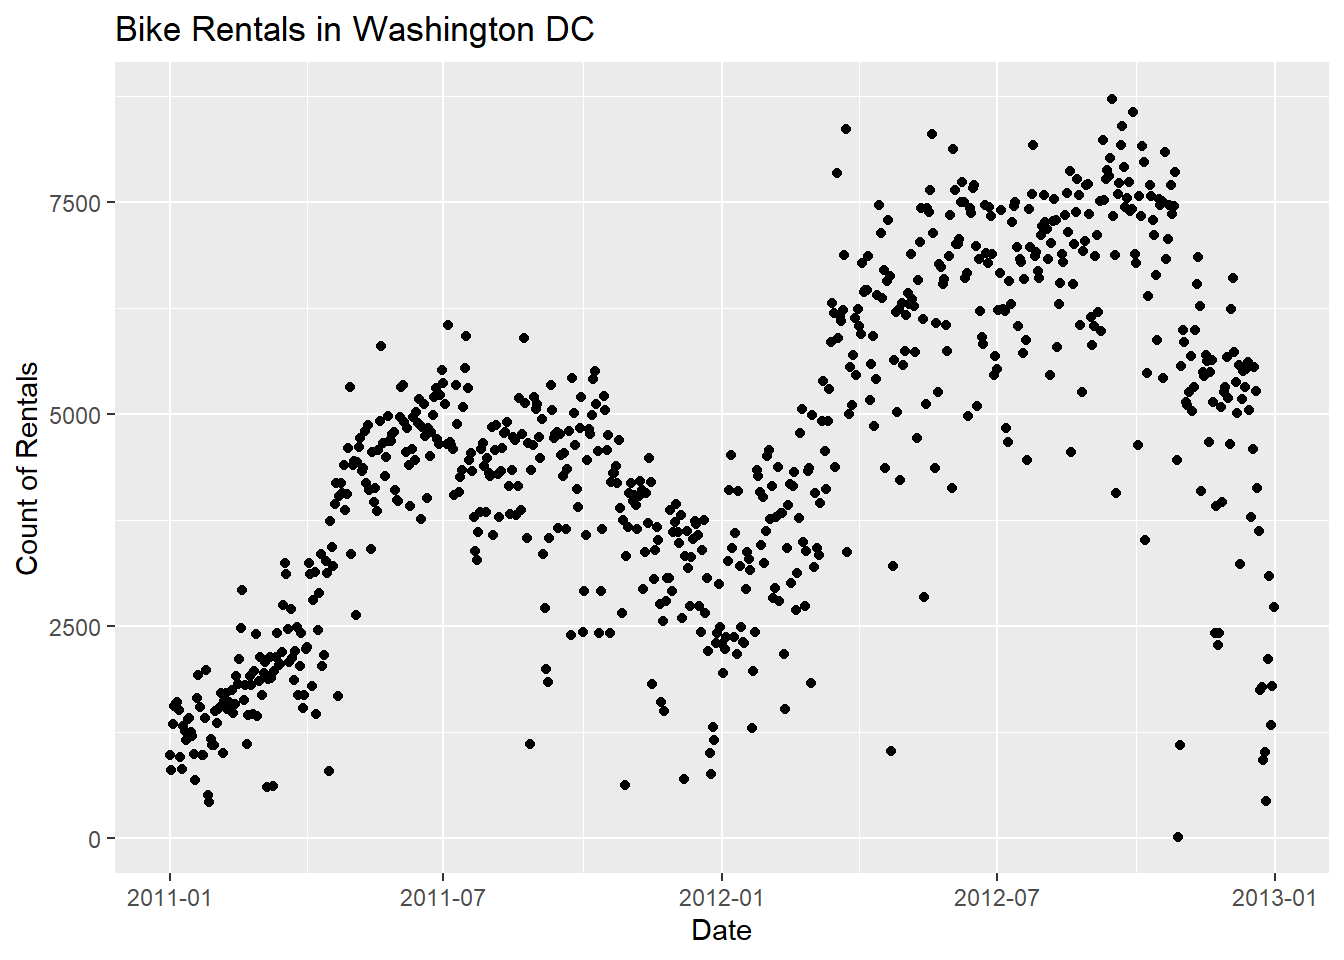 Bike Rentals in Washington DC
7500
5000
2500
0
Count of Rentals
2011-01 2011-07 2012-01 2012-07 2013-01
Date